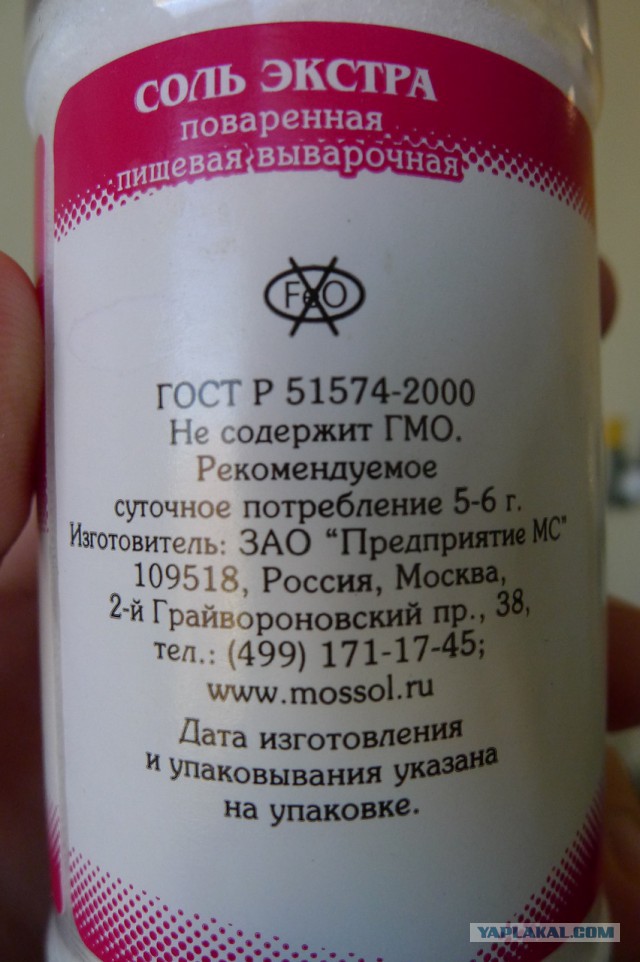 СОЛЬ ЭКСТРА
поваренная
пищевая выварочная
FeO
ГОСТ Р 51574-2000
Не содержит ГМО.
Рекомендуемое
суточное потребление 5-6 г.
Изготовитель: ЗАО "Предприятие МС"
109518, Россия, Москва,
2-й Грайвороновский пр., 38,
тел.: (499) 171-17-45;
www.mossol.ru
Дата изготовления
и упаковывания указана
на упаковке.
YAPLAKAL.COM